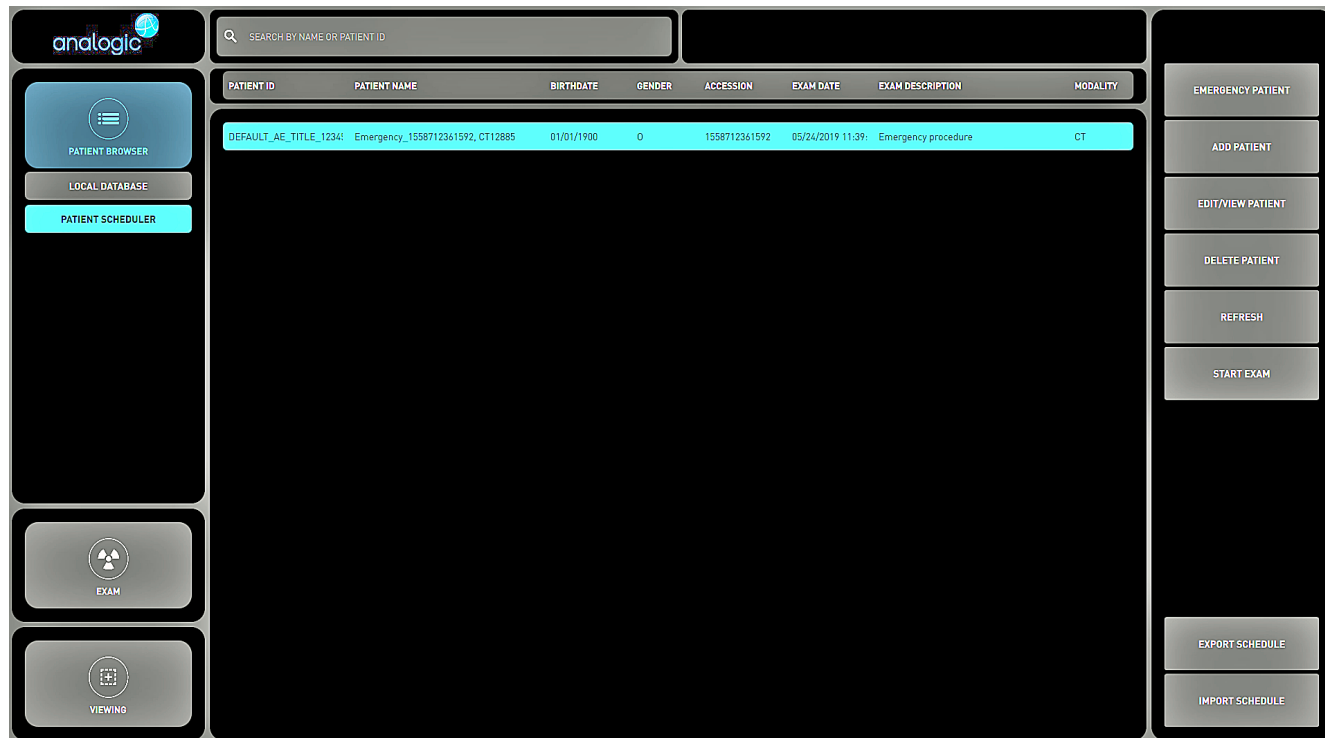 analogic
SEARCH BY NAME OR PATIENT ID
PATIENT BROWSER
LOCAL DATABASE
PATIENT SCHEDULER
EXAM
VIEWING
PATIENT ID PATIENT NAME BIRTHDATE GENDER ACCESSION EXAM DATE EXAM DESCRIPTION MODALITY
DEFAULT_AE_TITLE_1234 Emergency_1558712361592, CT12885 01/01/1900 O 1558712361592 05/24/2019 11:39: Emergency procedure CT
EMERGENCY PATIENT
ADD PATIENT
EDIT/VIEW PATIENT
DELETE PATIENT
REFRESH
START EXAM
EXPORT SCHEDULE
IMPORT SCHEDULE